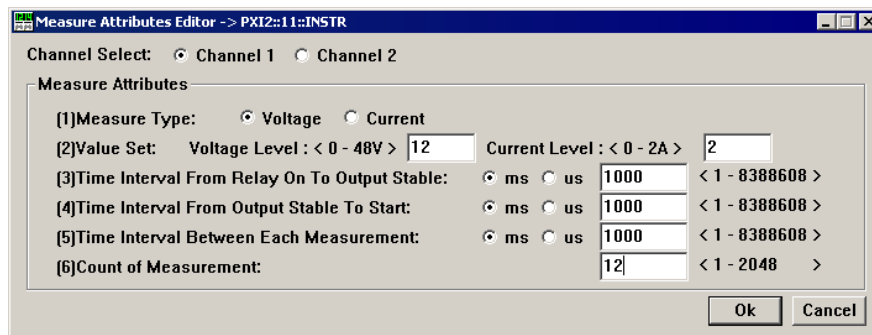 Measure Attributes Editor -> PXI2::11::INSTR
Channel Select: Channel 1 Channel 2
Measure Attributes
(1)Measure Type: Voltage Current
(2)Value Set: Voltage Level : < 0 - 48V > 12 Current Level : < 0 - 2A > 2
(3)Time Interval From Relay On To Output Stable: ms us 1000 < 1 - 8388608 >
(4)Time Interval From Output Stable To Start: ms us 1000 < 1 - 8388608 >
(5)Time Interval Between Each Measurement: ms us 1000 < 1 - 8388608 >
(6)Count of Measurement: 12 < 1 - 2048 >
Ok Cancel